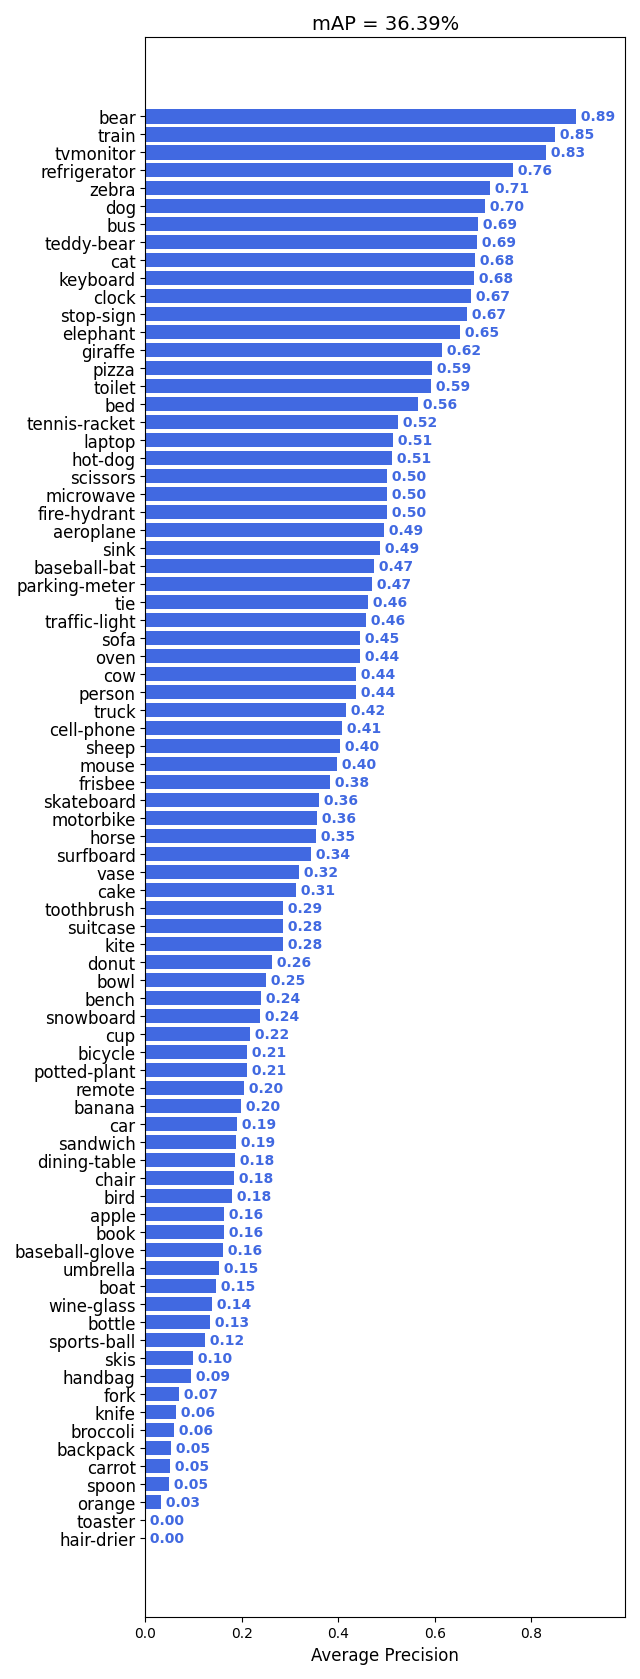 mAP = 36.39%
bear 0.89
train 0.85
tvmonitor 0.83
refrigerator 0.76
zebra 0.71
dog 0.70
bus 0.69
teddy-bear 0.69
cat 0.68
keyboard 0.68
clock 0.67
stop-sign 0.67
elephant 0.65
giraffe 0.62
pizza 0.59
toilet 0.59
bed 0.56
tennis-racket 0.52
laptop 0.51
hot-dog 0.51
scissors 0.50
microwave 0.50
fire-hydrant 0.50
aeroplane 0.49
sink 0.49
baseball-bat 0.47
parking-meter 0.47
tie 0.46
traffic-light 0.46
sofa 0.45
oven 0.44
cow 0.44
person 0.44
truck 0.42
cell-phone 0.41
sheep 0.40
mouse 0.40
frisbee 0.38
skateboard 0.36
motorbike 0.36
horse 0.35
surfboard 0.34
vase 0.32
cake 0.31
toothbrush 0.29
suitcase 0.28
kite 0.28
donut 0.26
bowl 0.25
bench 0.24
snowboard 0.24
cup 0.22
bicycle 0.21
potted-plant 0.21
remote 0.20
banana 0.20
car 0.19
sandwich 0.19
dining-table 0.18
chair 0.18
bird 0.18
apple 0.16
book 0.16
baseball-glove 0.16
umbrella 0.15
boat 0.15
wine-glass 0.14
bottle 0.13
sports-ball 0.12
skis 0.10
handbag 0.09
fork 0.07
knife 0.06
broccoli 0.06
backpack 0.05
carrot 0.05
spoon 0.05
orange 0.03
toaster 0.00
hair-drier 0.00
0.0 0.2 0.4 0.6 0.8
Average Precision